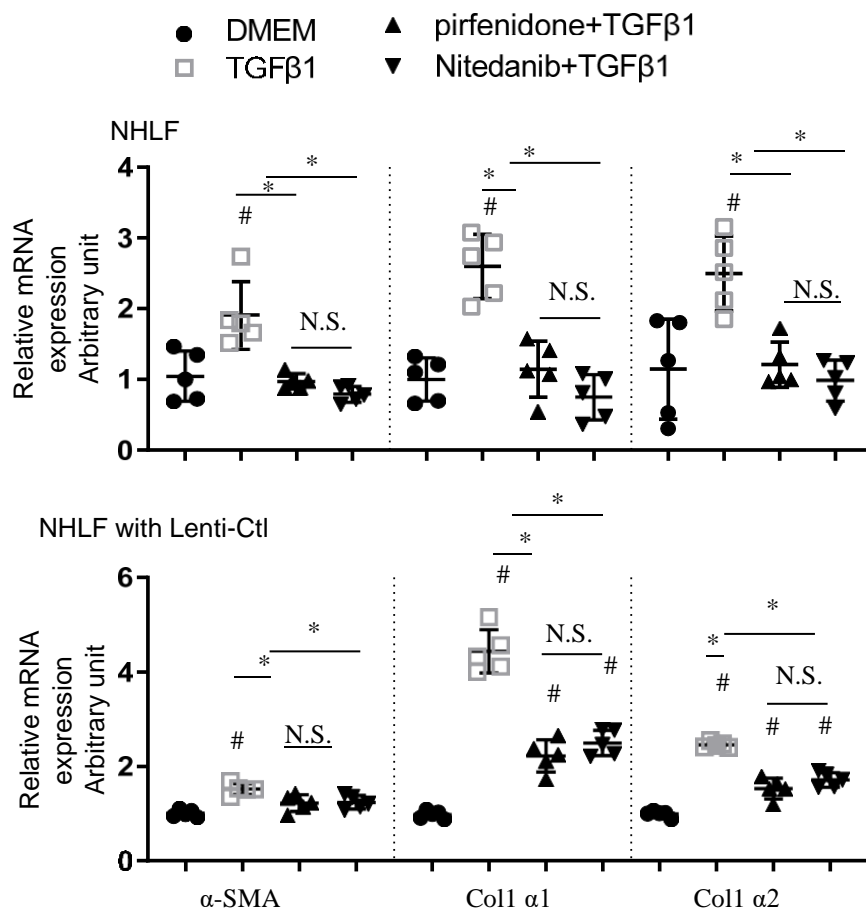 DMEM
TGFβ1
pirfenidone+TGFβ1
Nitedanib+TGFβ1
NHLF
Relative mRNA
expression
Arbitrary unit
4
3
2
1
0
*
*
#
N.S.
*
*
#
N.S.
*
*
#
N.S.
NHLF with Lenti-Ctl
Relative mRNA
expression
Arbitrary unit
6
4
2
0
*
*
#
N.S.
*
*
#
N.S.
#
#
*
*
#
N.S.
#
#
α-SMA
Col1 α1
Col1 α2